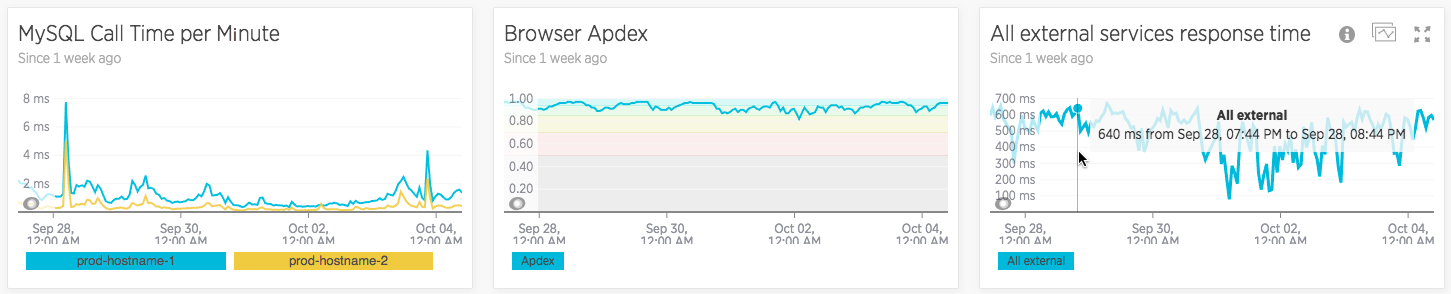 MySQL Call Time per Minute
Since 1 week ago
8 ms
6 ms
4 ms
2 ms
Sep 28,
12:00 AM
Sep 30,
12:00 AM
Oct 02,
12:00 AM
Oct 04,
12:00 AM
prod-hostname-1
prod-hostname-2
Browser Apdex
Since 1 week ago
1.00
0.80
0.60
0.40
0.20
Sep 28,
12:00 AM
Sep 30,
12:00 AM
Oct 02,
12:00 AM
Oct 04,
12:00 AM
Apdex
All external services response time
Since 1 week ago
700 ms
600 ms
500 ms
400 ms
300 ms
200 ms
100 ms
All external
640 ms from Sep 28, 07:44 PM to Sep 28, 08:44 PM
Sep 28,
12:00 AM
Sep 30,
12:00 AM
Oct 02,
12:00 AM
Oct 04,
12:00 AM
All external